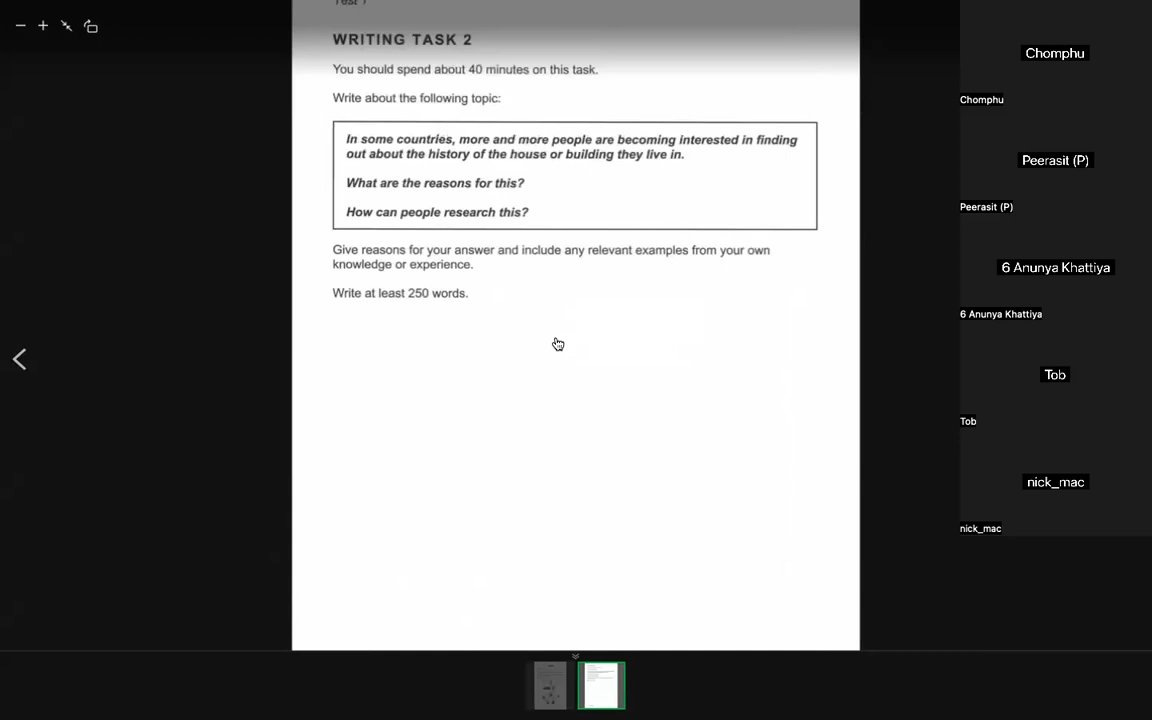 Test 1
WRITING TASK 2
You should spend about 40 minutes on this task.
Write about the following topic:
In some countries, more and more people are becoming interested in finding
out about the history of the house or building they live in.
What are the reasons for this?
How can people research this?
Give reasons for your answer and include any relevant examples from your own
knowledge or experience.
Write at least 250 words.
Chomphu
Chomphu
Peerasit (P)
Peerasit (P)
6 Anunya Khattiya
6 Anunya Khattiya
Tob
Tob
nick_mac
nick_mac